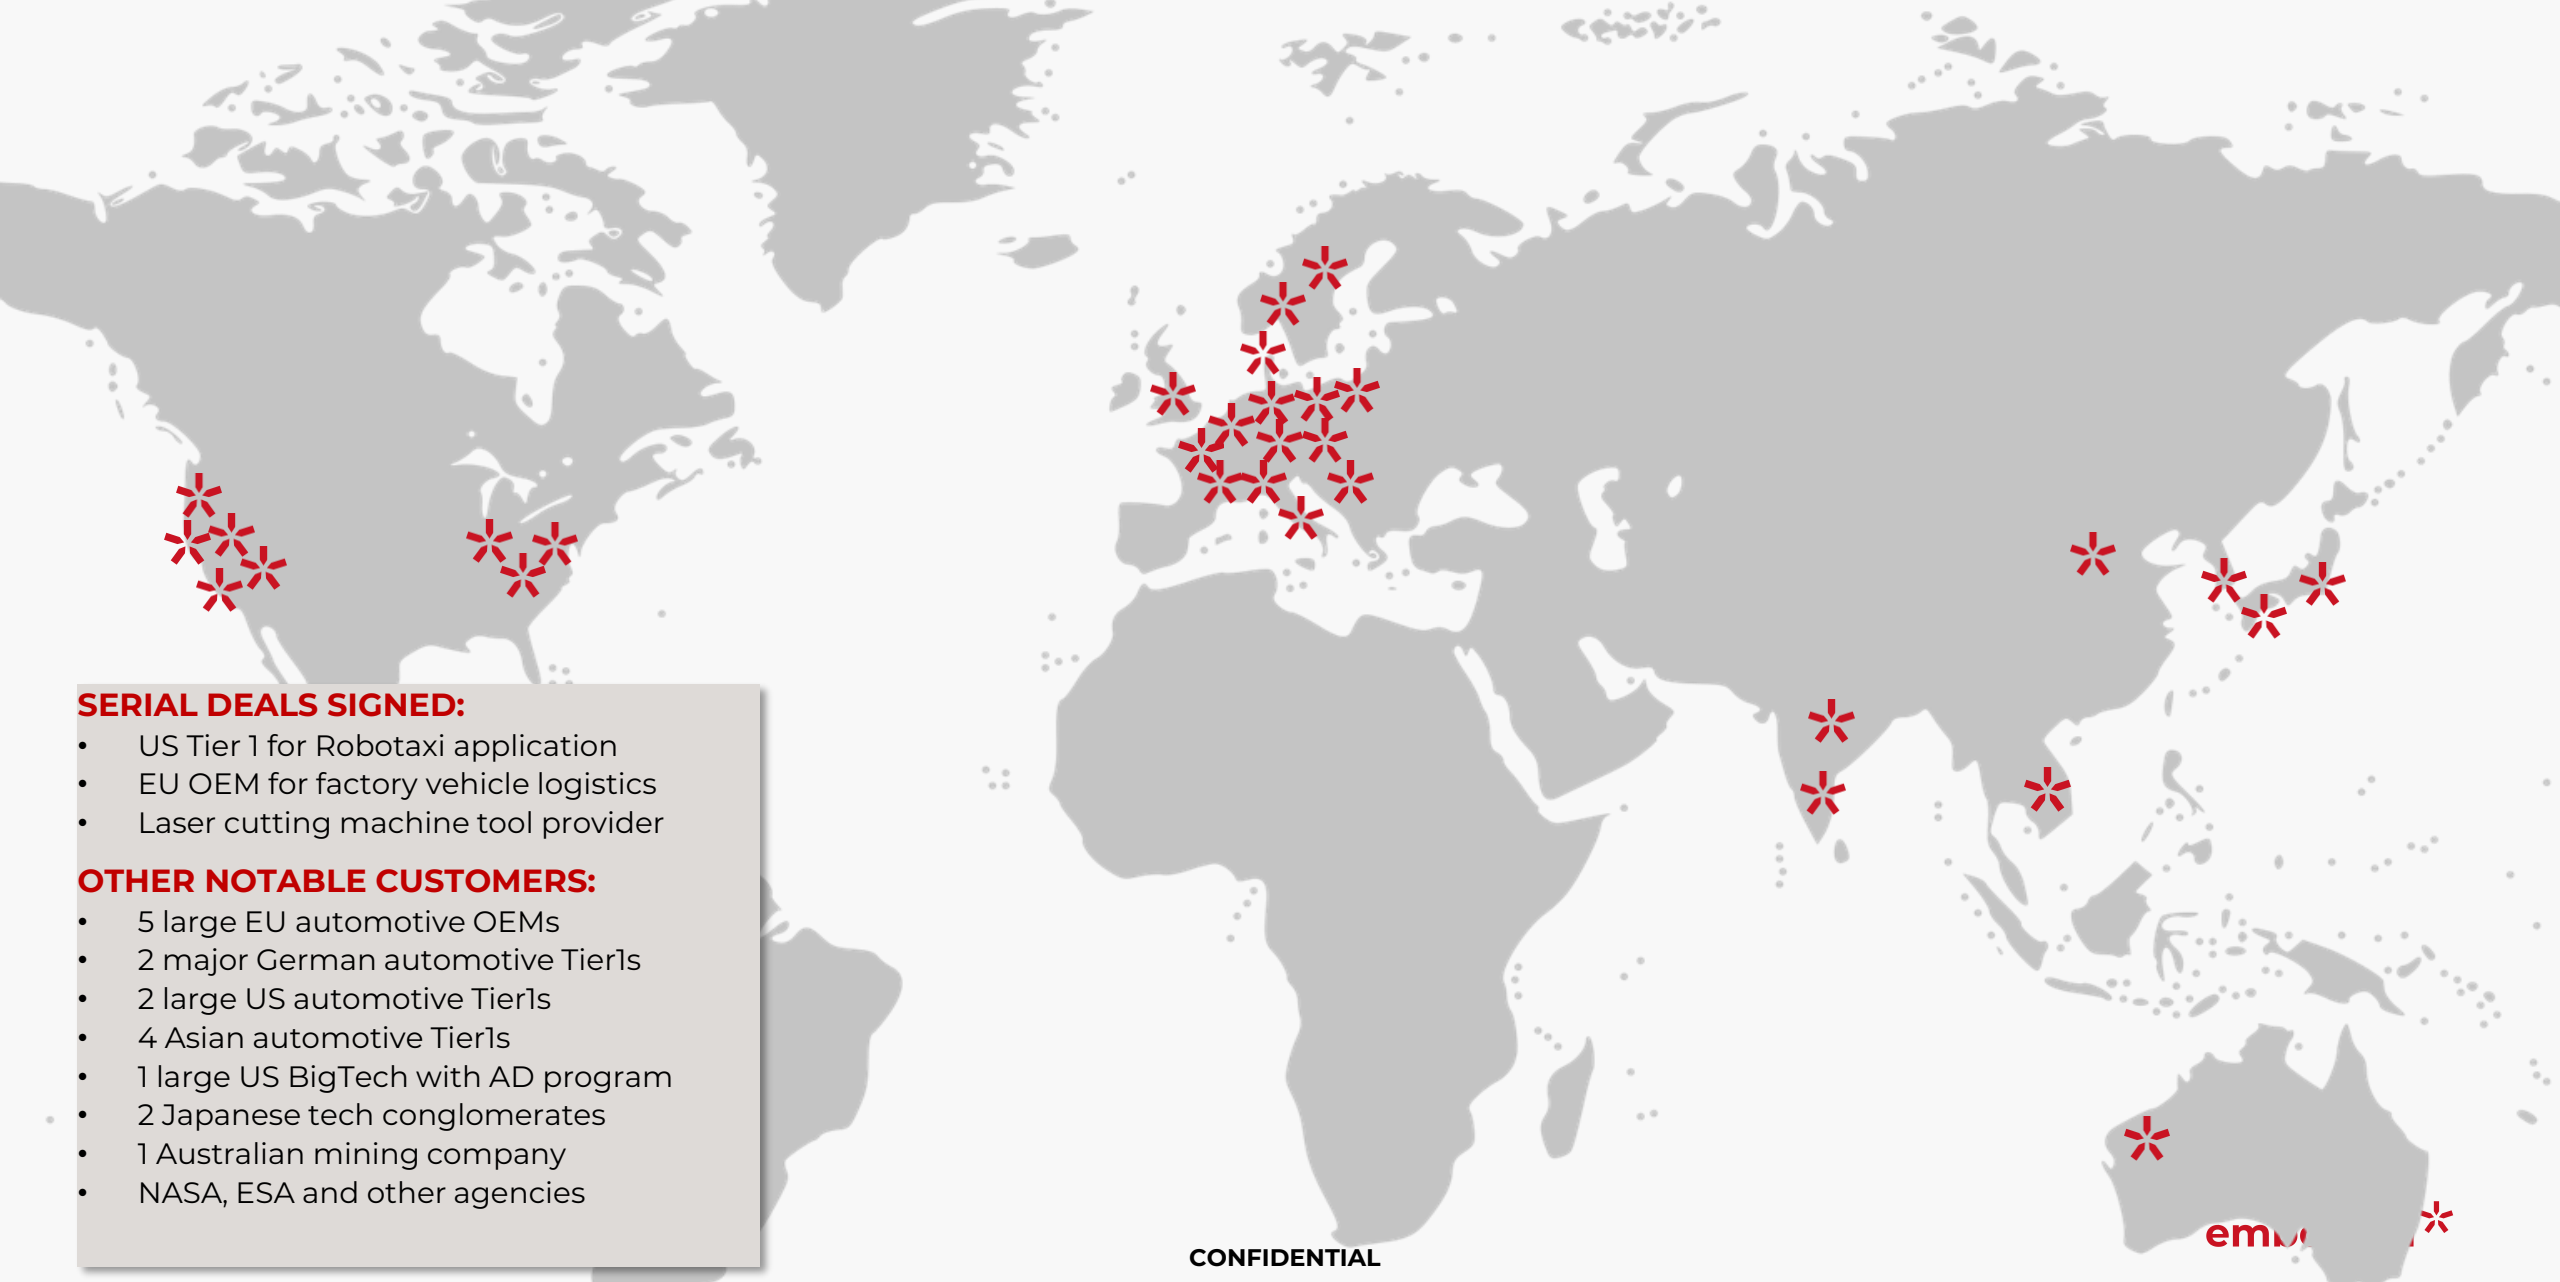 SERIAL DEALS SIGNED:
• US Tier 1 for Robotaxi application
• EU OEM for factory vehicle logistics
• Laser cutting machine tool provider
OTHER NOTABLE CUSTOMERS:
• 5 large EU automotive OEMs
• 2 major German automotive Tier1s
• 2 large US automotive Tier1s
• 4 Asian automotive Tier1s
• 1 large US BigTech with AD program
• 2 Japanese tech conglomerates
• 1 Australian mining company
• NASA, ESA and other agencies
CONFIDENTIAL